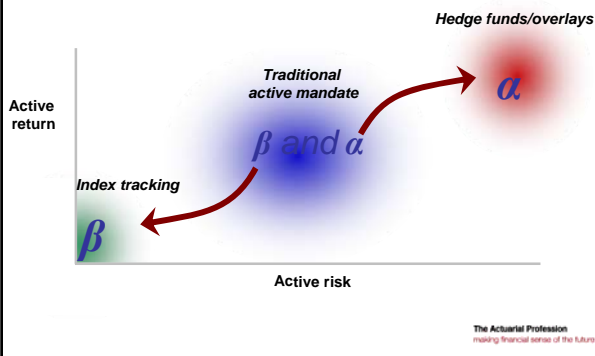 Hedge funds/overlays
α
Traditional
active mandate
β and α
Active
return
Index tracking
β
Active risk
The Actuarial Profession
making financial sense of the future